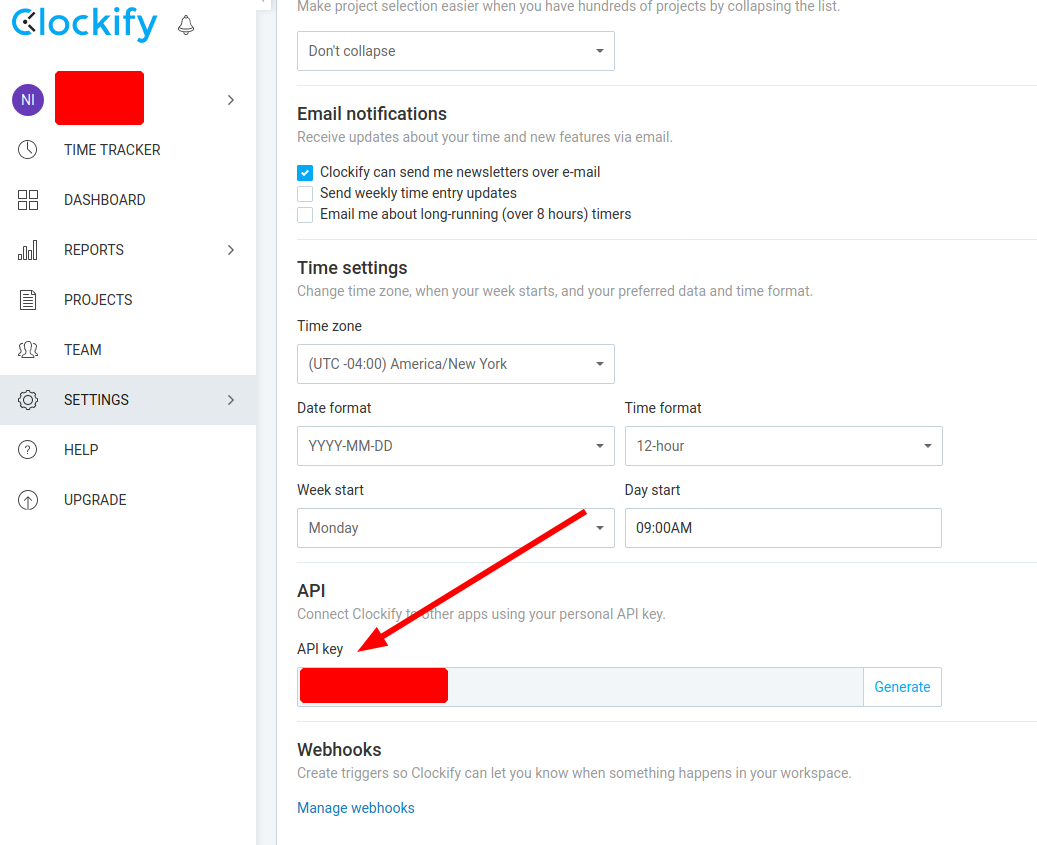 Clockify
NI
TIME TRACKER
DASHBOARD
REPORTS
PROJECTS
TEAM
SETTINGS
HELP
UPGRADE
Make project selection easier when you have hundreds of projects by collapsing the list.
Don't collapse
Email notifications
Receive updates about your time and new features via email.
Clockify can send me newsletters over e-mail
Send weekly time entry updates
Email me about long-running (over 8 hours) timers
Time settings
Change time zone, when your week starts, and your preferred data and time format.
Time zone
(UTC -04:00) America/New York
Date format
Time format
YYYY-MM-DD
12-hour
Week start
Day start
Monday
09:00AM
API
Connect Clockify to other apps using your personal API key.
API key
Generate
Webhooks
Create triggers so Clockify can let you know when something happens in your workspace.
Manage webhooks